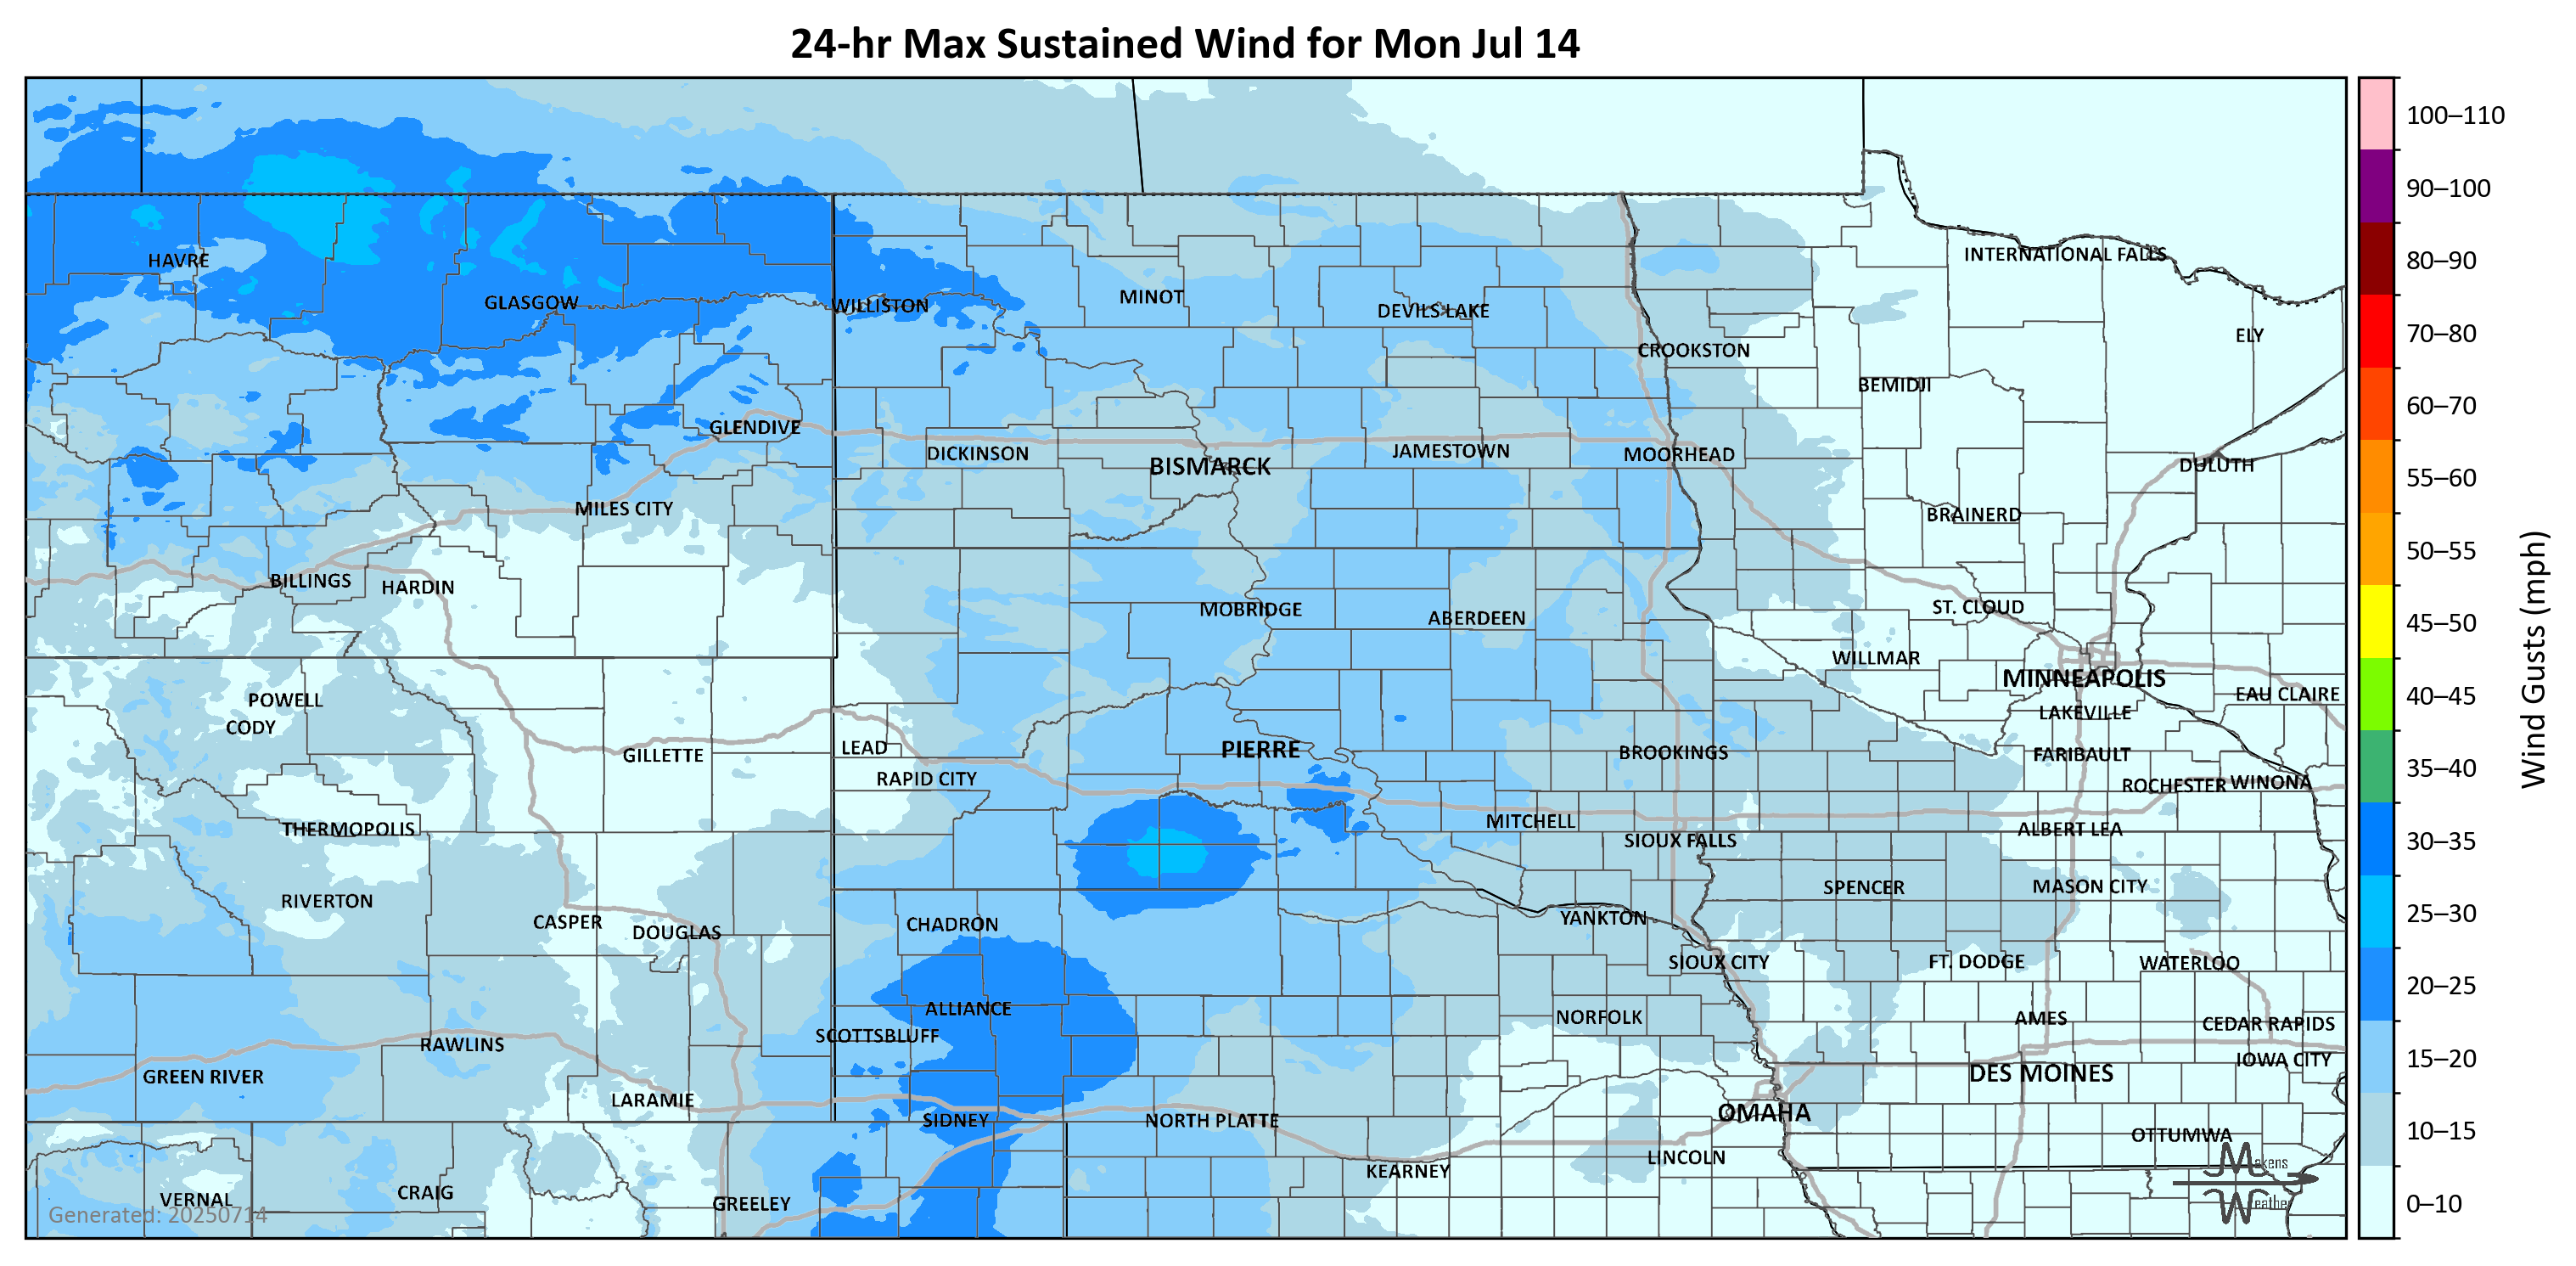 24-hr Max Sustained Wind for Mon Jul 14
100–110
90–100
80–90
70–80
60–70
55–60
50–55
45–50
40–45
35–40
30–35
25–30
20–25
15–20
10–15
0–10
Wind Gusts (mph)
HAVRE
INTERNATIONAL FALLS
GLASGOW
WILLISTON
MINOT
DEVILS LAKE
ELY
CROOKSTON
BEMIDJI
GLENDIVE
DICKINSON
BISMARCK
JAMESTOWN
MOORHEAD
DULUTH
MILES CITY
BRAINERD
BILLINGS
HARDIN
MOBRIDGE
ABERDEEN
ST. CLOUD
WILLMAR
MINNEAPOLIS
EAU CLAIRE
POWELL
CODY
LAKEVILLE
GILLETTE
LEAD
PIERRE
BROOKINGS
FARIBAULT
RAPID CITY
ROCHESTER
WINONA
THERMOPOLIS
MITCHELL
SIOUX FALLS
ALBERT LEA
RIVERTON
SPENCER
MASON CITY
CASPER
DOUGLAS
CHADRON
YANKTON
SIOUX CITY
FT. DODGE
WATERLOO
ALLIANCE
SCOTTSBLUFF
NORFOLK
AMES
CEDAR RAPIDS
RAWLINS
IOWA CITY
GREEN RIVER
DES MOINES
LARAMIE
SIDNEY
NORTH PLATTE
OMAHA
OTTUMWA
LINCOLN
KEARNEY
VERNAL
CRAIG
GREELEY
Makens
Weather
Generated: 20250714